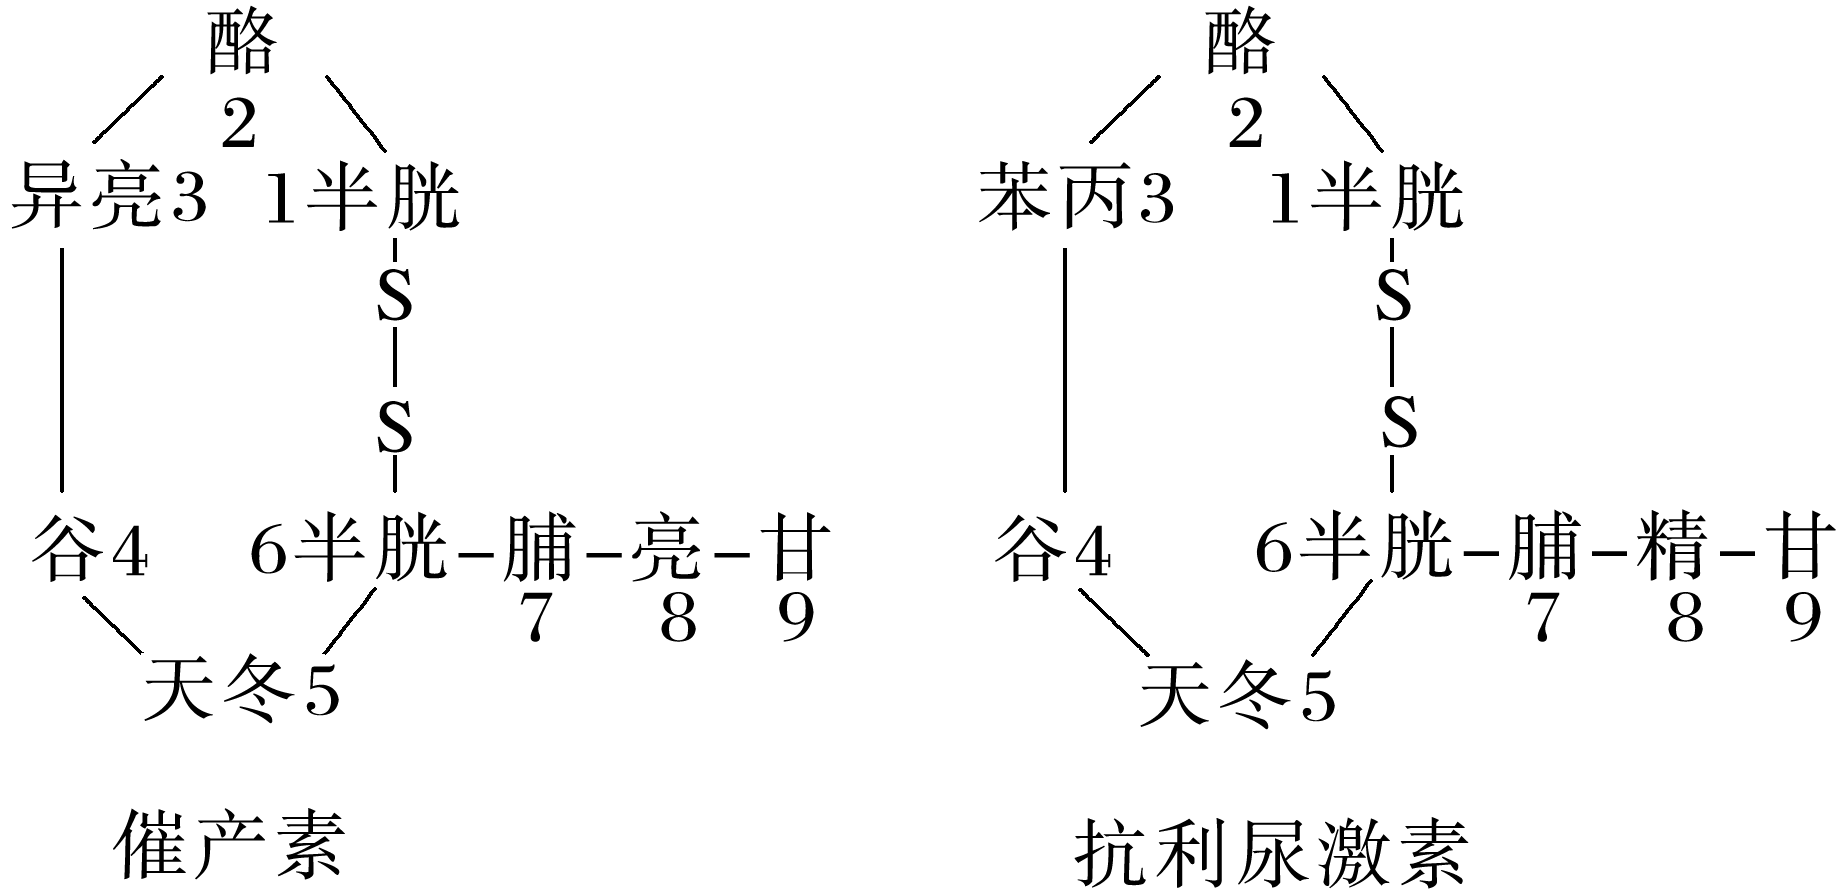 酪 酪
2 2
异亮3 1半胱 苯丙3 1半胱
S S
S S
谷4 6半胱-脯-亮-甘 谷4 6半胱-脯-精-甘
7 8 9 7 8 9
天冬5 天冬5
催产素 抗利尿激素